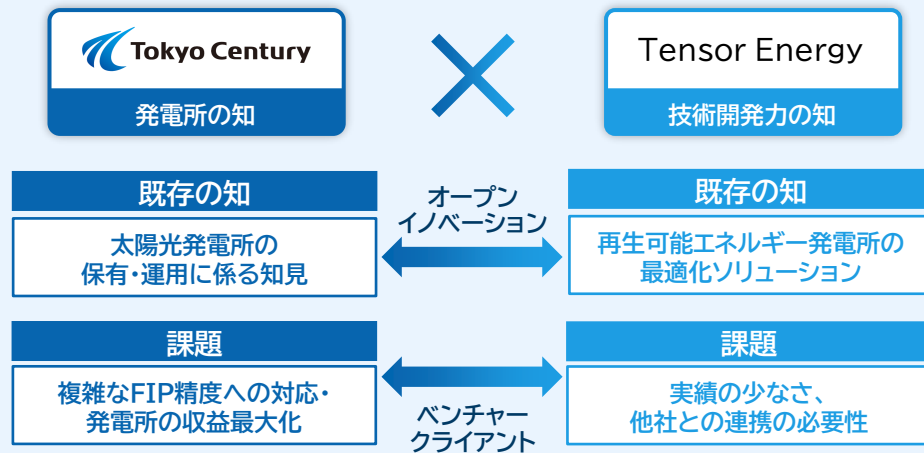 Tokyo Century
発電所の知
Tensor Energy
技術開発力の知
既存の知
太陽光発電所の
保有・運用に係る知見
オープン
イノベーション
既存の知
再生可能エネルギー発電所の
最適化ソリューション
課題
複雑なFIP精度への対応・
発電所の収益最大化
ベンチャー
クライアント
課題
実績の少なさ、
他社との連携の必要性